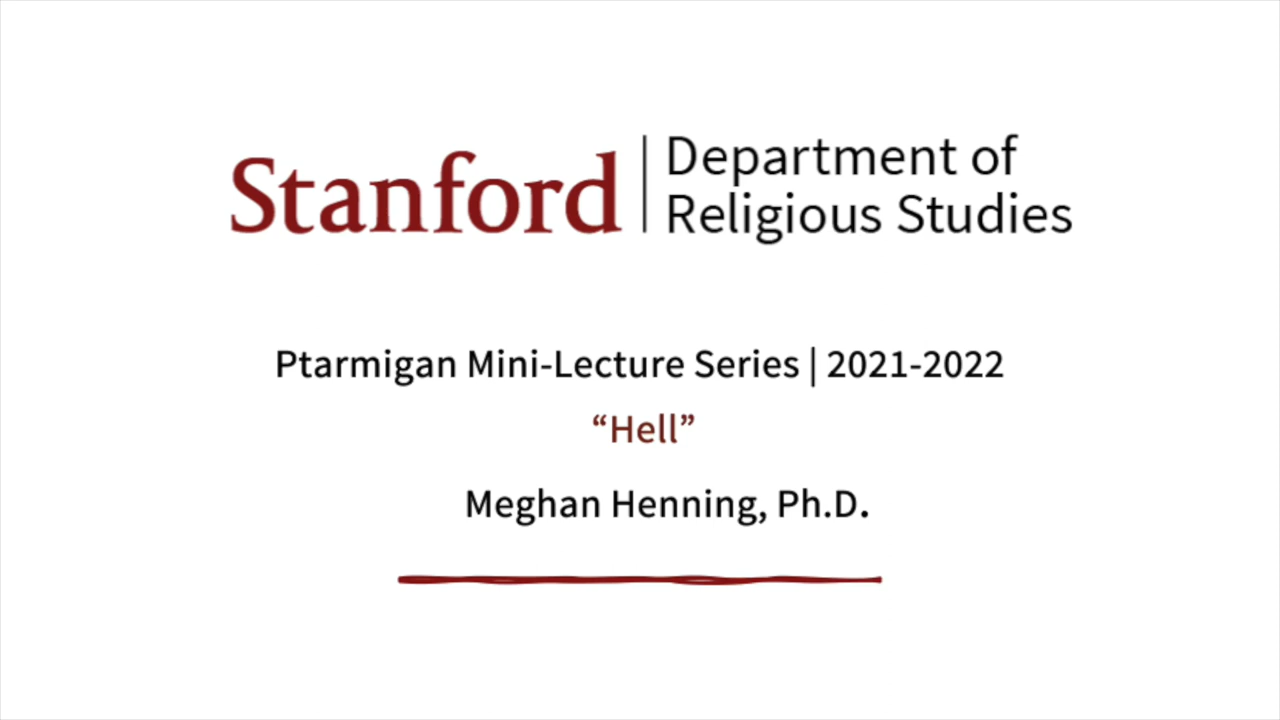 Stanford | Department of
Religious Studies
Ptarmigan Mini-Lecture Series | 2021-2022
“Hell”
Meghan Henning, Ph.D.